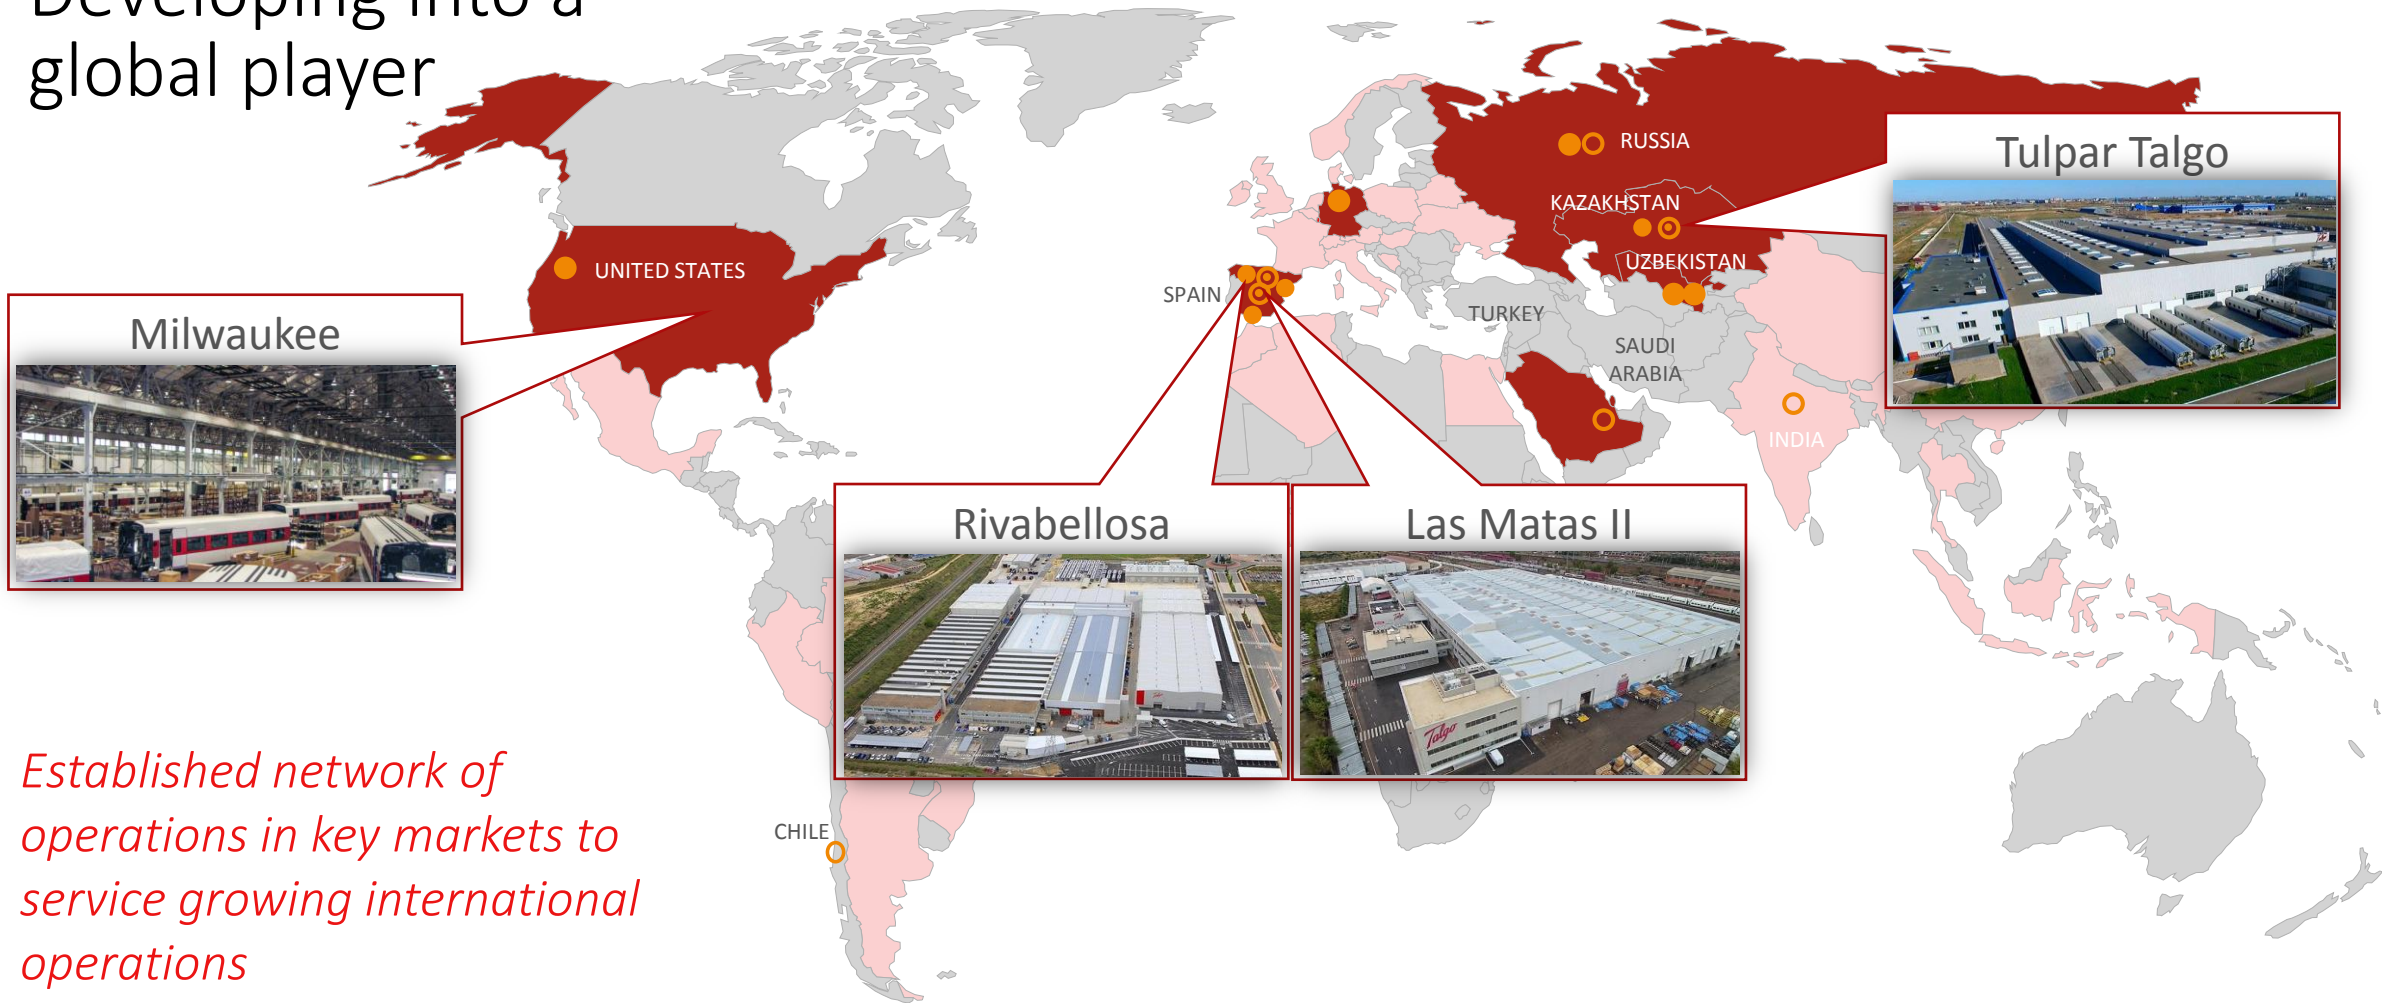 Developing into a
global player
RUSSIA
Tulpar Talgo
KAZAKHSTAN
UNITED STATES
UZBEKISTAN
SPAIN
TURKEY
Milwaukee
SAUDI
ARABIA
INDIA
Rivabellosa
Las Matas II
Talgo
Established network of
operations in key markets to
service growing international
operations
CHILE